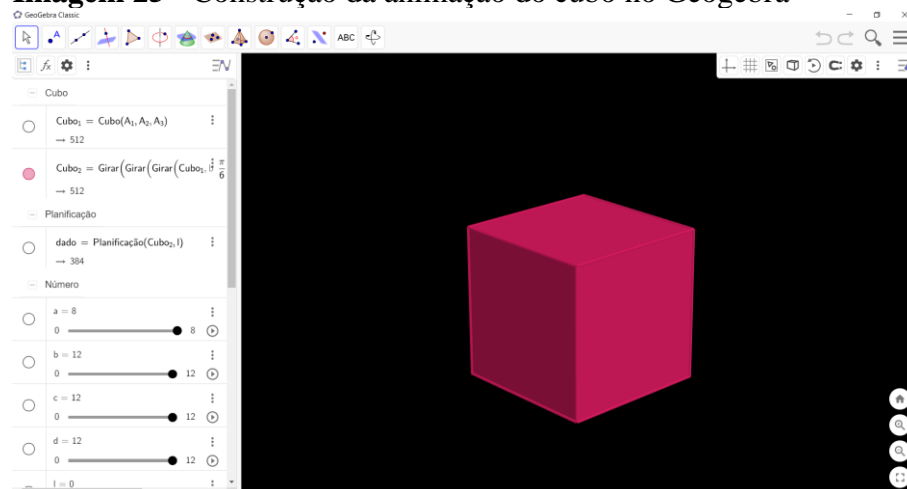 Imagem 25 - Construção da animação do cubo no Geogebra
GeoGebra Classic
ABC
Cubo
Cubo₁ = Cubo(A₁, A₂, A₃)
→ 512
Cubo₂ = Girar(Girar(Girar(Cubo₁, π/6
→ 512
Planificação
dado = Planificação(Cubo₂, l)
→ 384
Número
a = 8
0 8
b = 12
0 12
c = 12
0 12
d = 12
0 12
l = 0